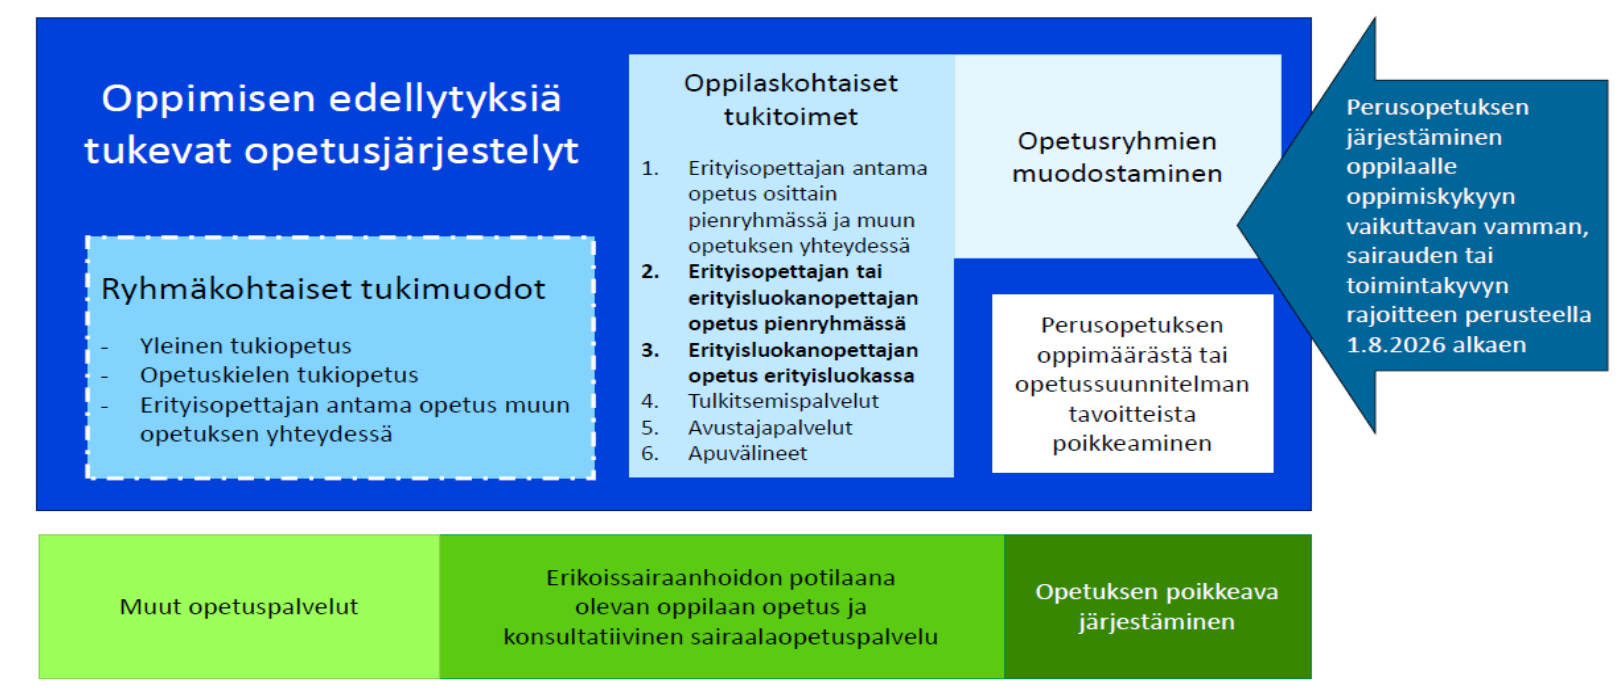 Oppimisen edellytyksiä
tukevat opetusjärjestelyt
Ryhmäkohtaiset tukimuodot
- Yleinen tukiopetus
- Opetuskielen tukiopetus
- Erityisopettajan antama opetus muun
opetuksen yhteydessä
Oppilaskohtaiset
tukitoimet
1. Erityisopettajan antama
opetus osittain
pienryhmässä ja muun
opetuksen yhteydessä
2. Erityisopettajan tai
erityisluokanopettajan
opetus pienryhmässä
3. Erityisluokanopettajan
opetus erityisluokassa
4. Tulkitsemispalvelut
5. Avustajapalvelut
6. Apuvälineet
Opetusryhmien
muodostaminen
Perusopetuksen
oppimäärästä tai
opetussuunnitelman
tavoitteista
poikkeaminen
Perusopetuksen
järjestäminen
oppilaalle
oppimiskykyyn
vaikuttavan vamman,
sairauden tai
toimintakyvyn
rajoitteen perusteella
1.8.2026 alkaen
Muut opetuspalvelut
Erikoissairaanhoidon potilaana
olevan oppilaan opetus ja
konsultatiivinen sairaalaopetuspalvelu
Opetuksen poikkeava
järjestäminen